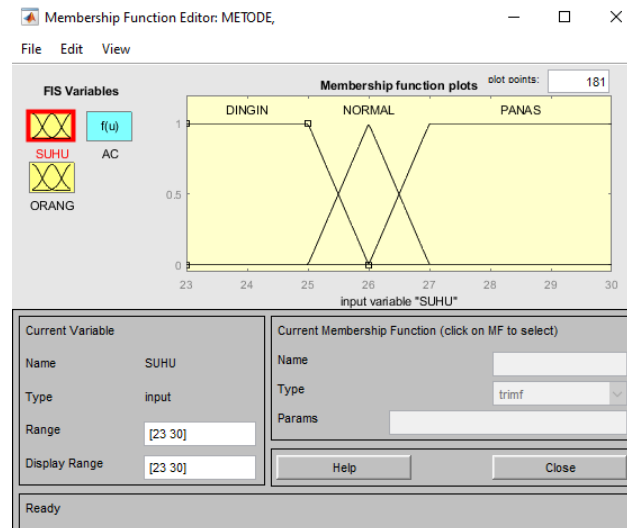 Membership Function Editor: METODE,
File Edit View
FIS Variables
f(u)
SUHU AC
ORANG
Membership function plots
plot points: 181
DINGIN NORMAL PANAS
1
0.5
0
23 24 25 26 27 28 29 30
input variable "SUHU"
Current Variable
Name SUHU
Type input
Range [23 30]
Display Range [23 30]
Current Membership Function (click on MF to select)
Name
Type trimf
Params
Help Close
Ready